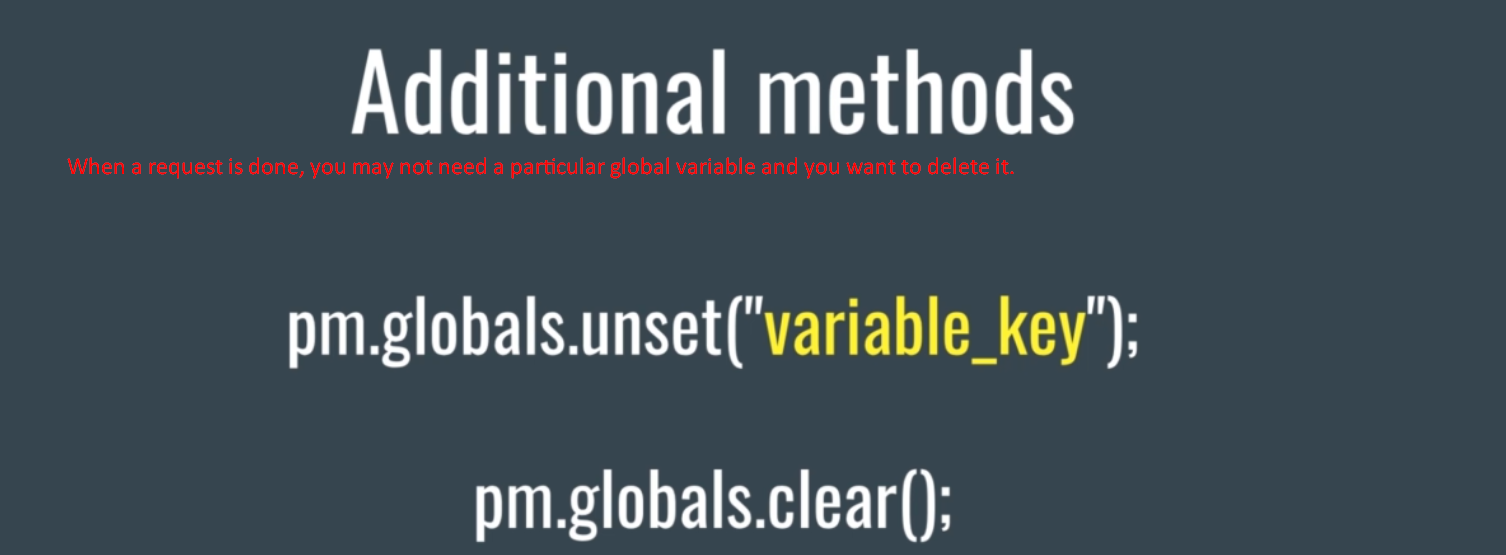 Additional methods
When a request is done, you may not need a particular global variable and you want to delete it.
pm.globals.unset("variable_key");
pm.globals.clear();